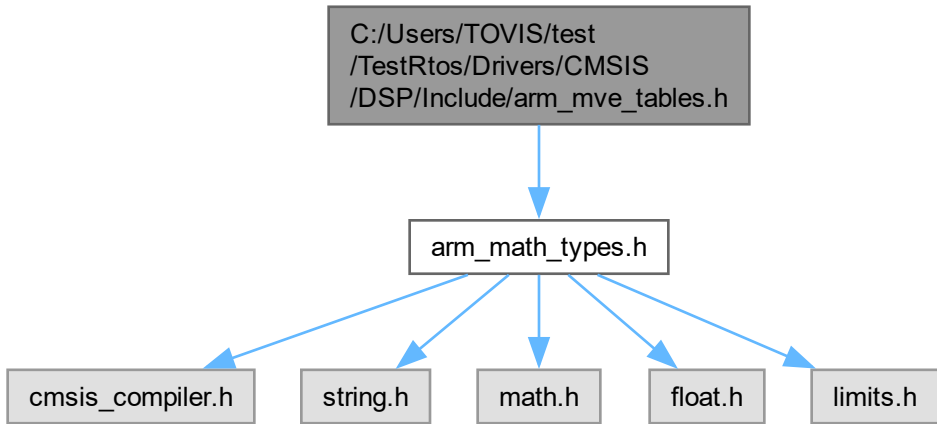 C:/Users/TOVIS/test
/TestRtos/Drivers/CMSIS
/DSP/Include/arm_mve_tables.h
arm_math_types.h
cmsis_compiler.h
string.h
math.h
float.h
limits.h